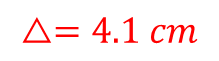 △= 4.1 cm